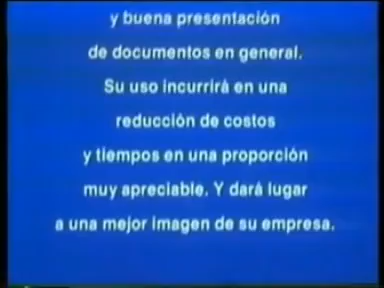 y buena presentación
de documentos en general.
Su uso incurrirá en una
reducción de costos
y tiempos en una proporción
muy apreciable. Y dará lugar
a una mejor imagen de su empresa.